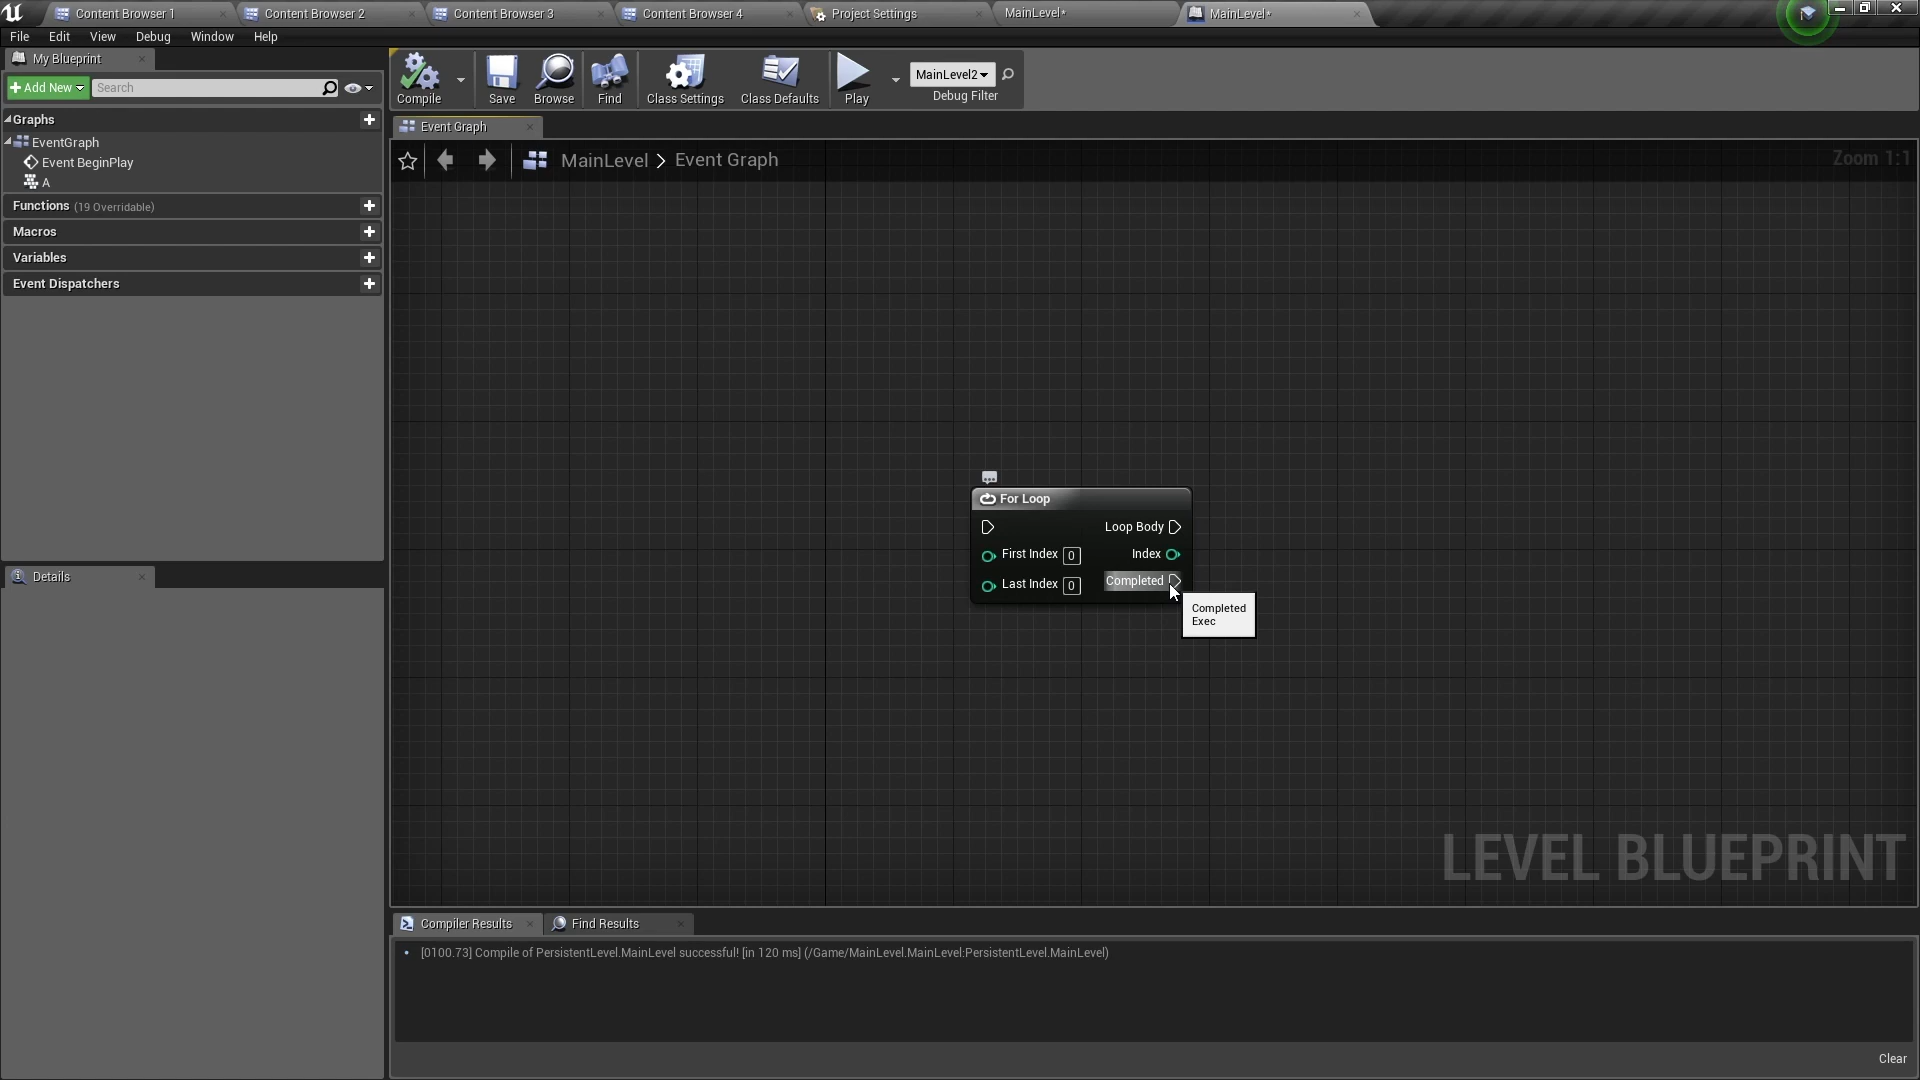 Content Browser 1
Content Browser 2
Content Browser 3
Content Browser 4
Project Settings
MainLevel*
MainLevel*
File Edit View Debug Window Help
My Blueprint
Add New
Search
Compile
Save
Browse
Find
Class Settings
Class Defaults
Play
MainLevel2
Debug Filter
Graphs
EventGraph
Event BeginPlay
A
Functions (19 Overridable)
Macros
Variables
Event Dispatchers
Details
Event Graph
MainLevel > Event Graph
Zoom 1:1
For Loop
Loop Body
First Index 0
Index
Last Index 0
Completed
Completed
Exec
LEVEL BLUEPRINT
Compiler Results
Find Results
[0100.73] Compile of PersistentLevel.MainLevel successful! [in 120 ms] (/Game/MainLevel.MainLevel:PersistentLevel.MainLevel)
Clear